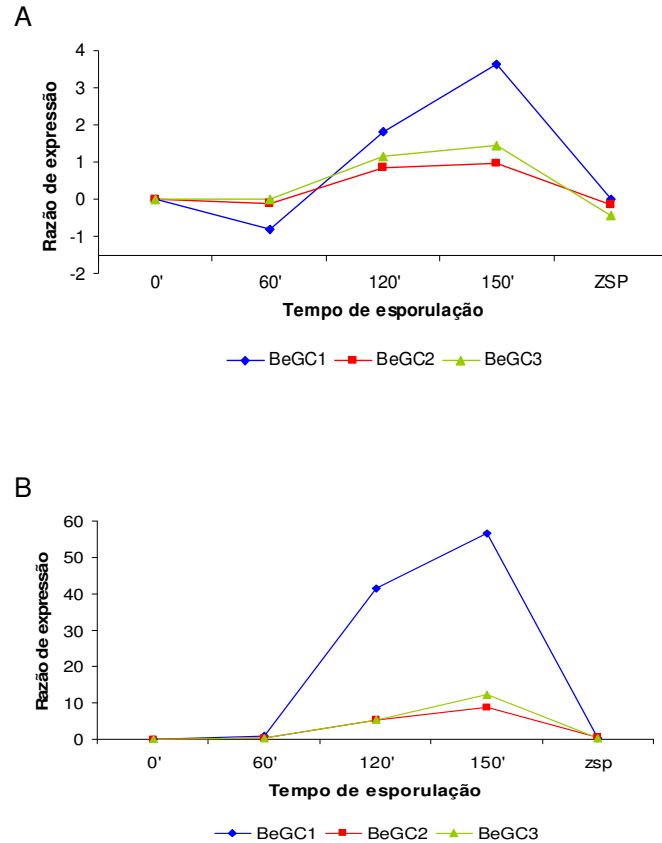 A
Razão de expressão
4
3
2
1
0
-1
-2
0' 60' 120' 150' ZSP
Tempo de esporulação
BeGC1 BeGC2 BeGC3
B
Razão de expressão
60
50
40
30
20
10
0
0' 60' 120' 150' zsp
Tempo de esporulação
BeGC1 BeGC2 BeGC3